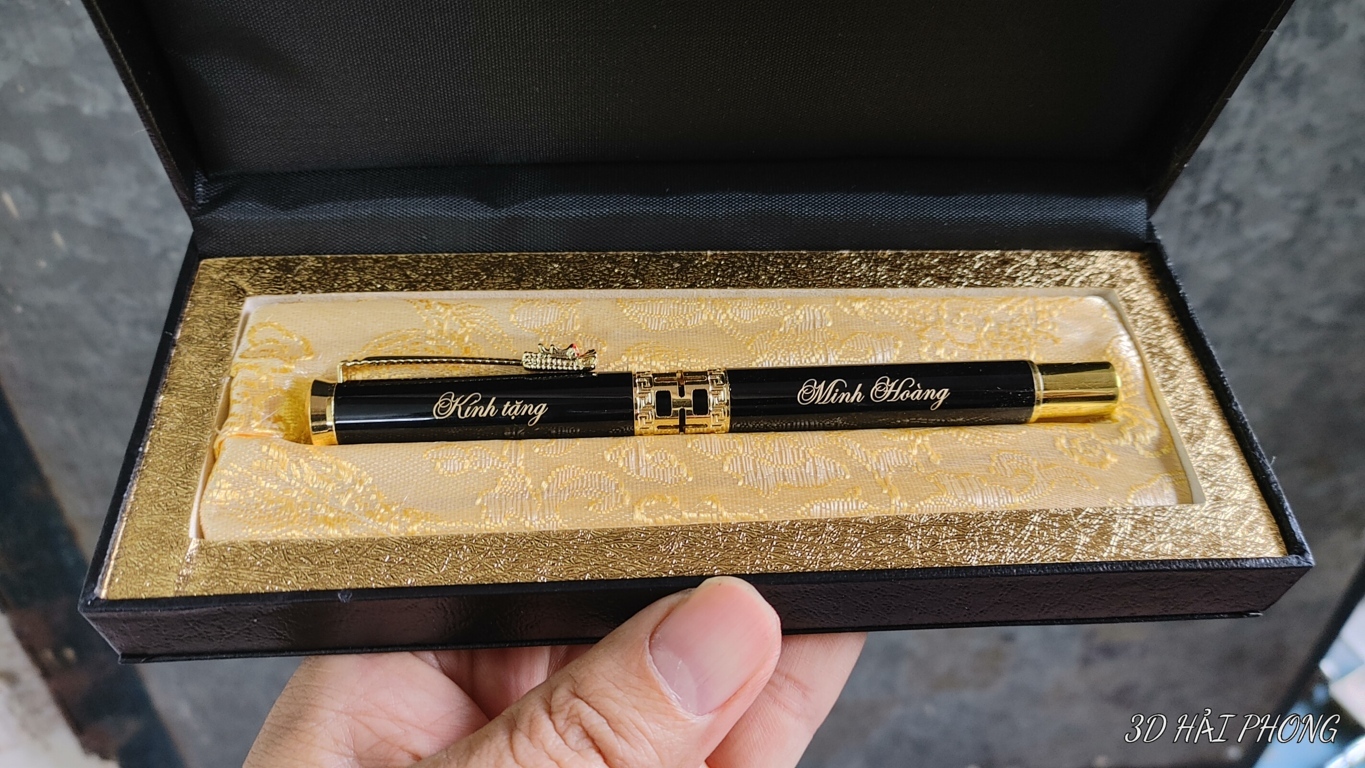 Kính tặng
Minh Hoàng
3D HẢI PHONG